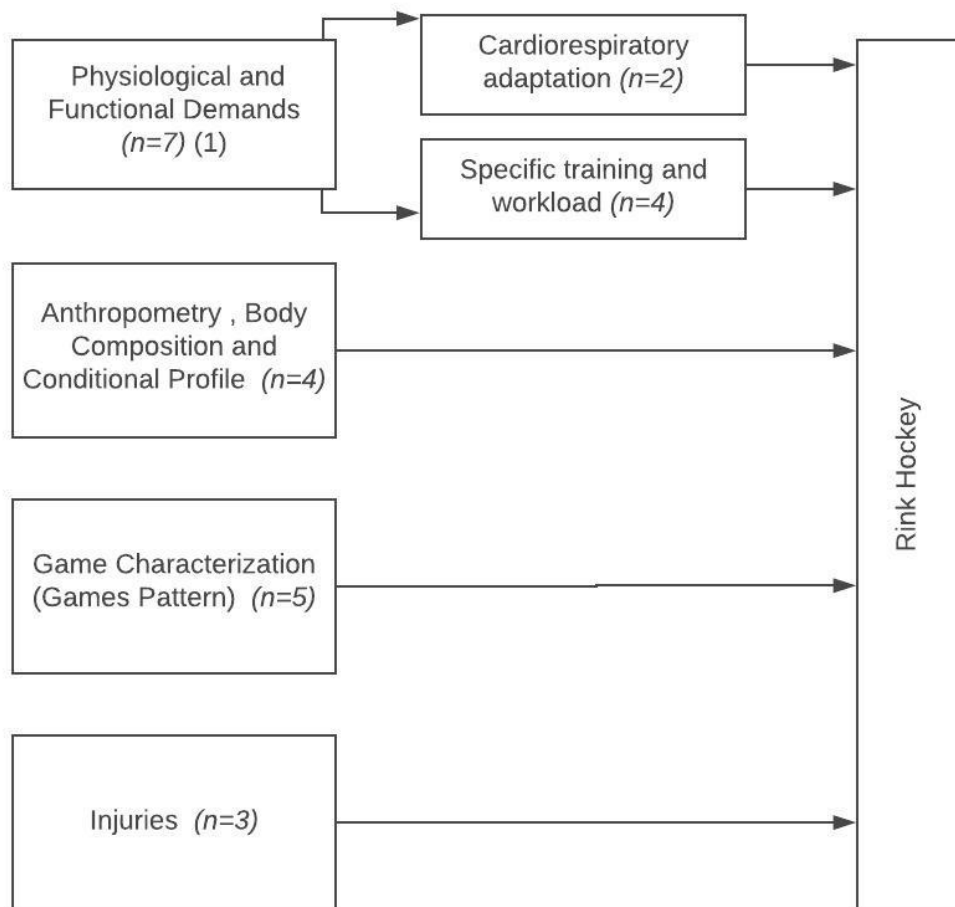 Physiological and
Functional Demands
(n=7) (1)
Cardiorespiratory
adaptation (n=2)
Specific training and
workload (n=4)
Anthropometry , Body
Composition and
Conditional Profile (n=4)
Game Characterization
(Games Pattern) (n=5)
Injuries (n=3)
Rink Hockey